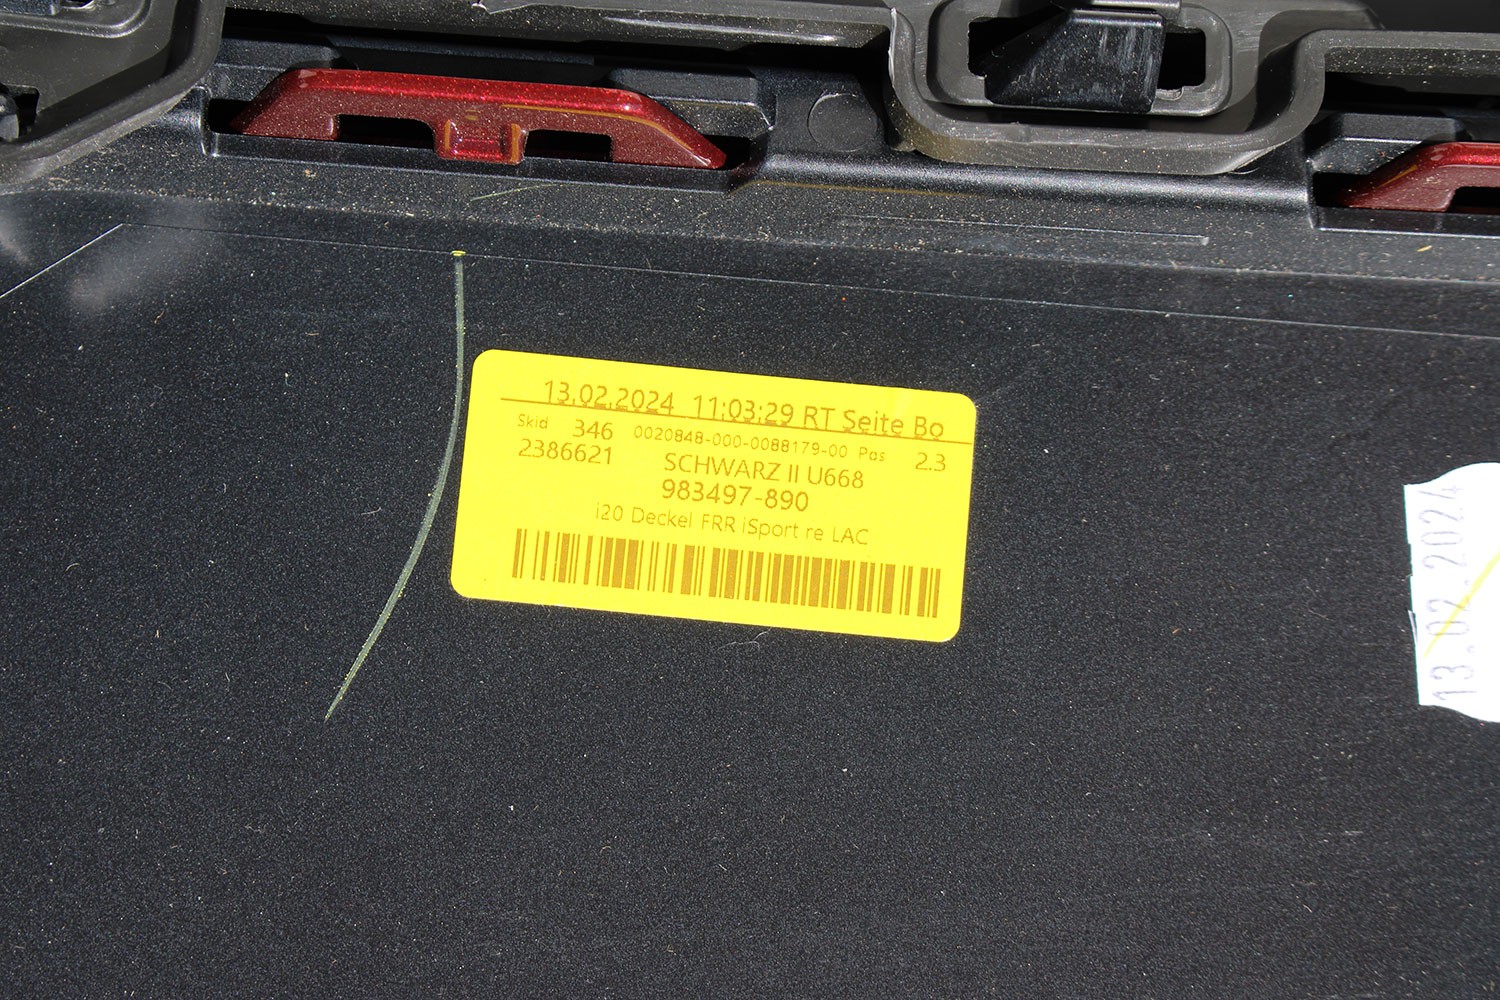 13.02.2024 11:03:29 RT Seite Bo
Skid 346 0020848-000-0088179-00 Pas 2.3
2386621 SCHWARZ II U668
983497-890
i20 Deckel FRR iSport re LAC
13.02.2024